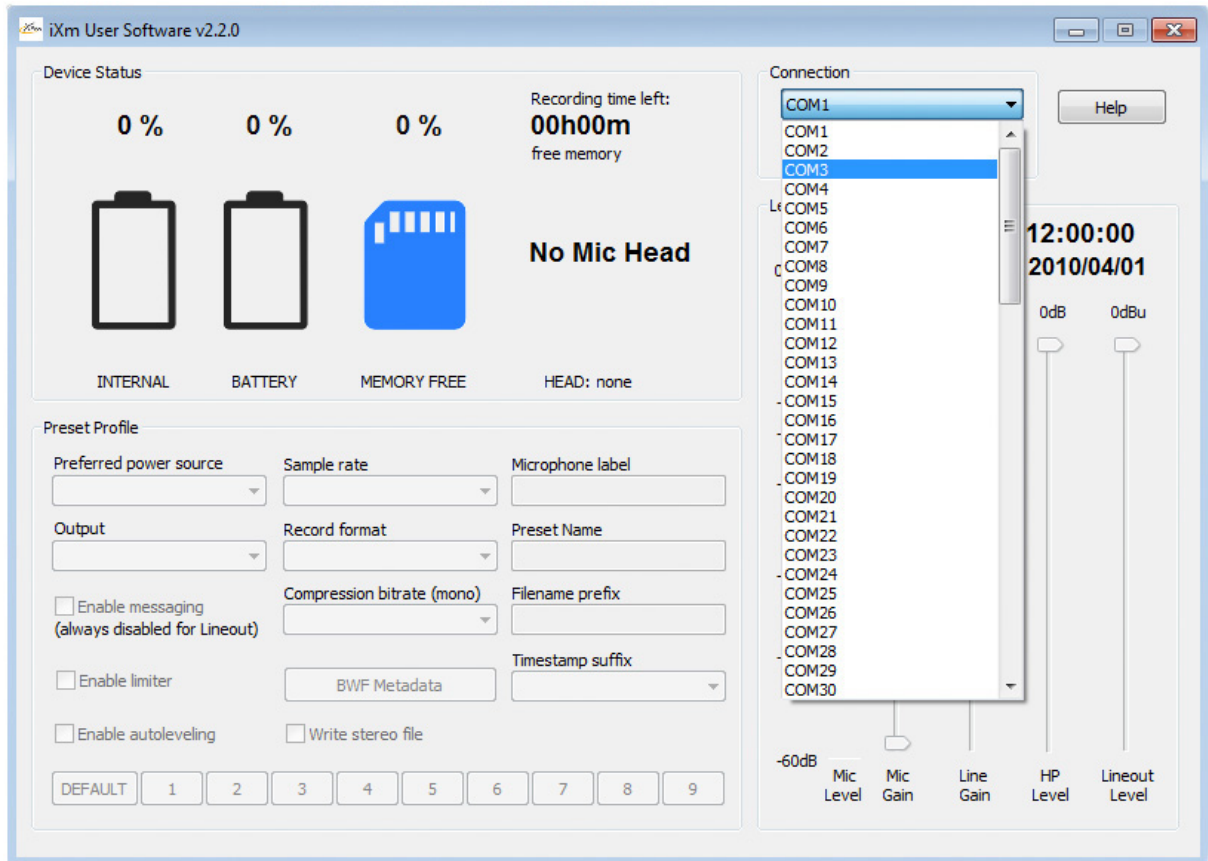 iXm User Software v2.2.0
Device Status
0 %
0 %
0 %
Recording time left:
00h00m
free memory
No Mic Head
INTERNAL
BATTERY
MEMORY FREE
HEAD: none
Preset Profile
Preferred power source
Sample rate
Microphone label
Output
Record format
Preset Name
Enable messaging
(always disabled for Lineout)
Compression bitrate (mono)
Filename prefix
Enable limiter
BWF Metadata
Timestamp suffix
Enable autoleveling
Write stereo file
DEFAULT 1 2 3 4 5 6 7 8 9
Connection
COM1
Help
COM1
COM2
COM3
COM4
COM5
COM6
COM7
COM8
COM9
COM10
COM11
COM12
COM13
COM14
COM15
COM16
COM17
COM18
COM19
COM20
COM21
COM22
COM23
COM24
COM25
COM26
COM27
COM28
COM29
COM30
12:00:00
2010/04/01
0dB
0dBu
-60dB
Mic Level
Mic Gain
Line Gain
HP Level
Lineout Level